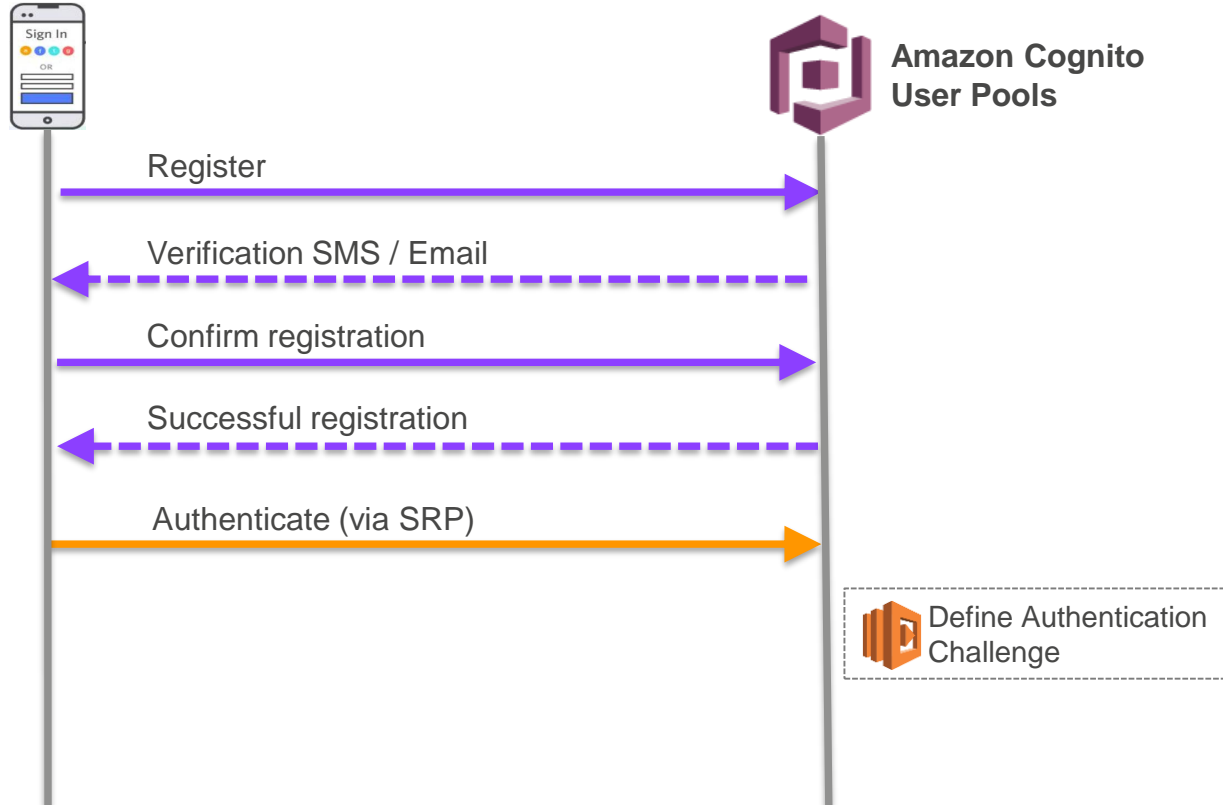 Sign In
OR
Amazon Cognito
User Pools
Register
Verification SMS / Email
Confirm registration
Successful registration
Authenticate (via SRP)
Define Authentication
Challenge